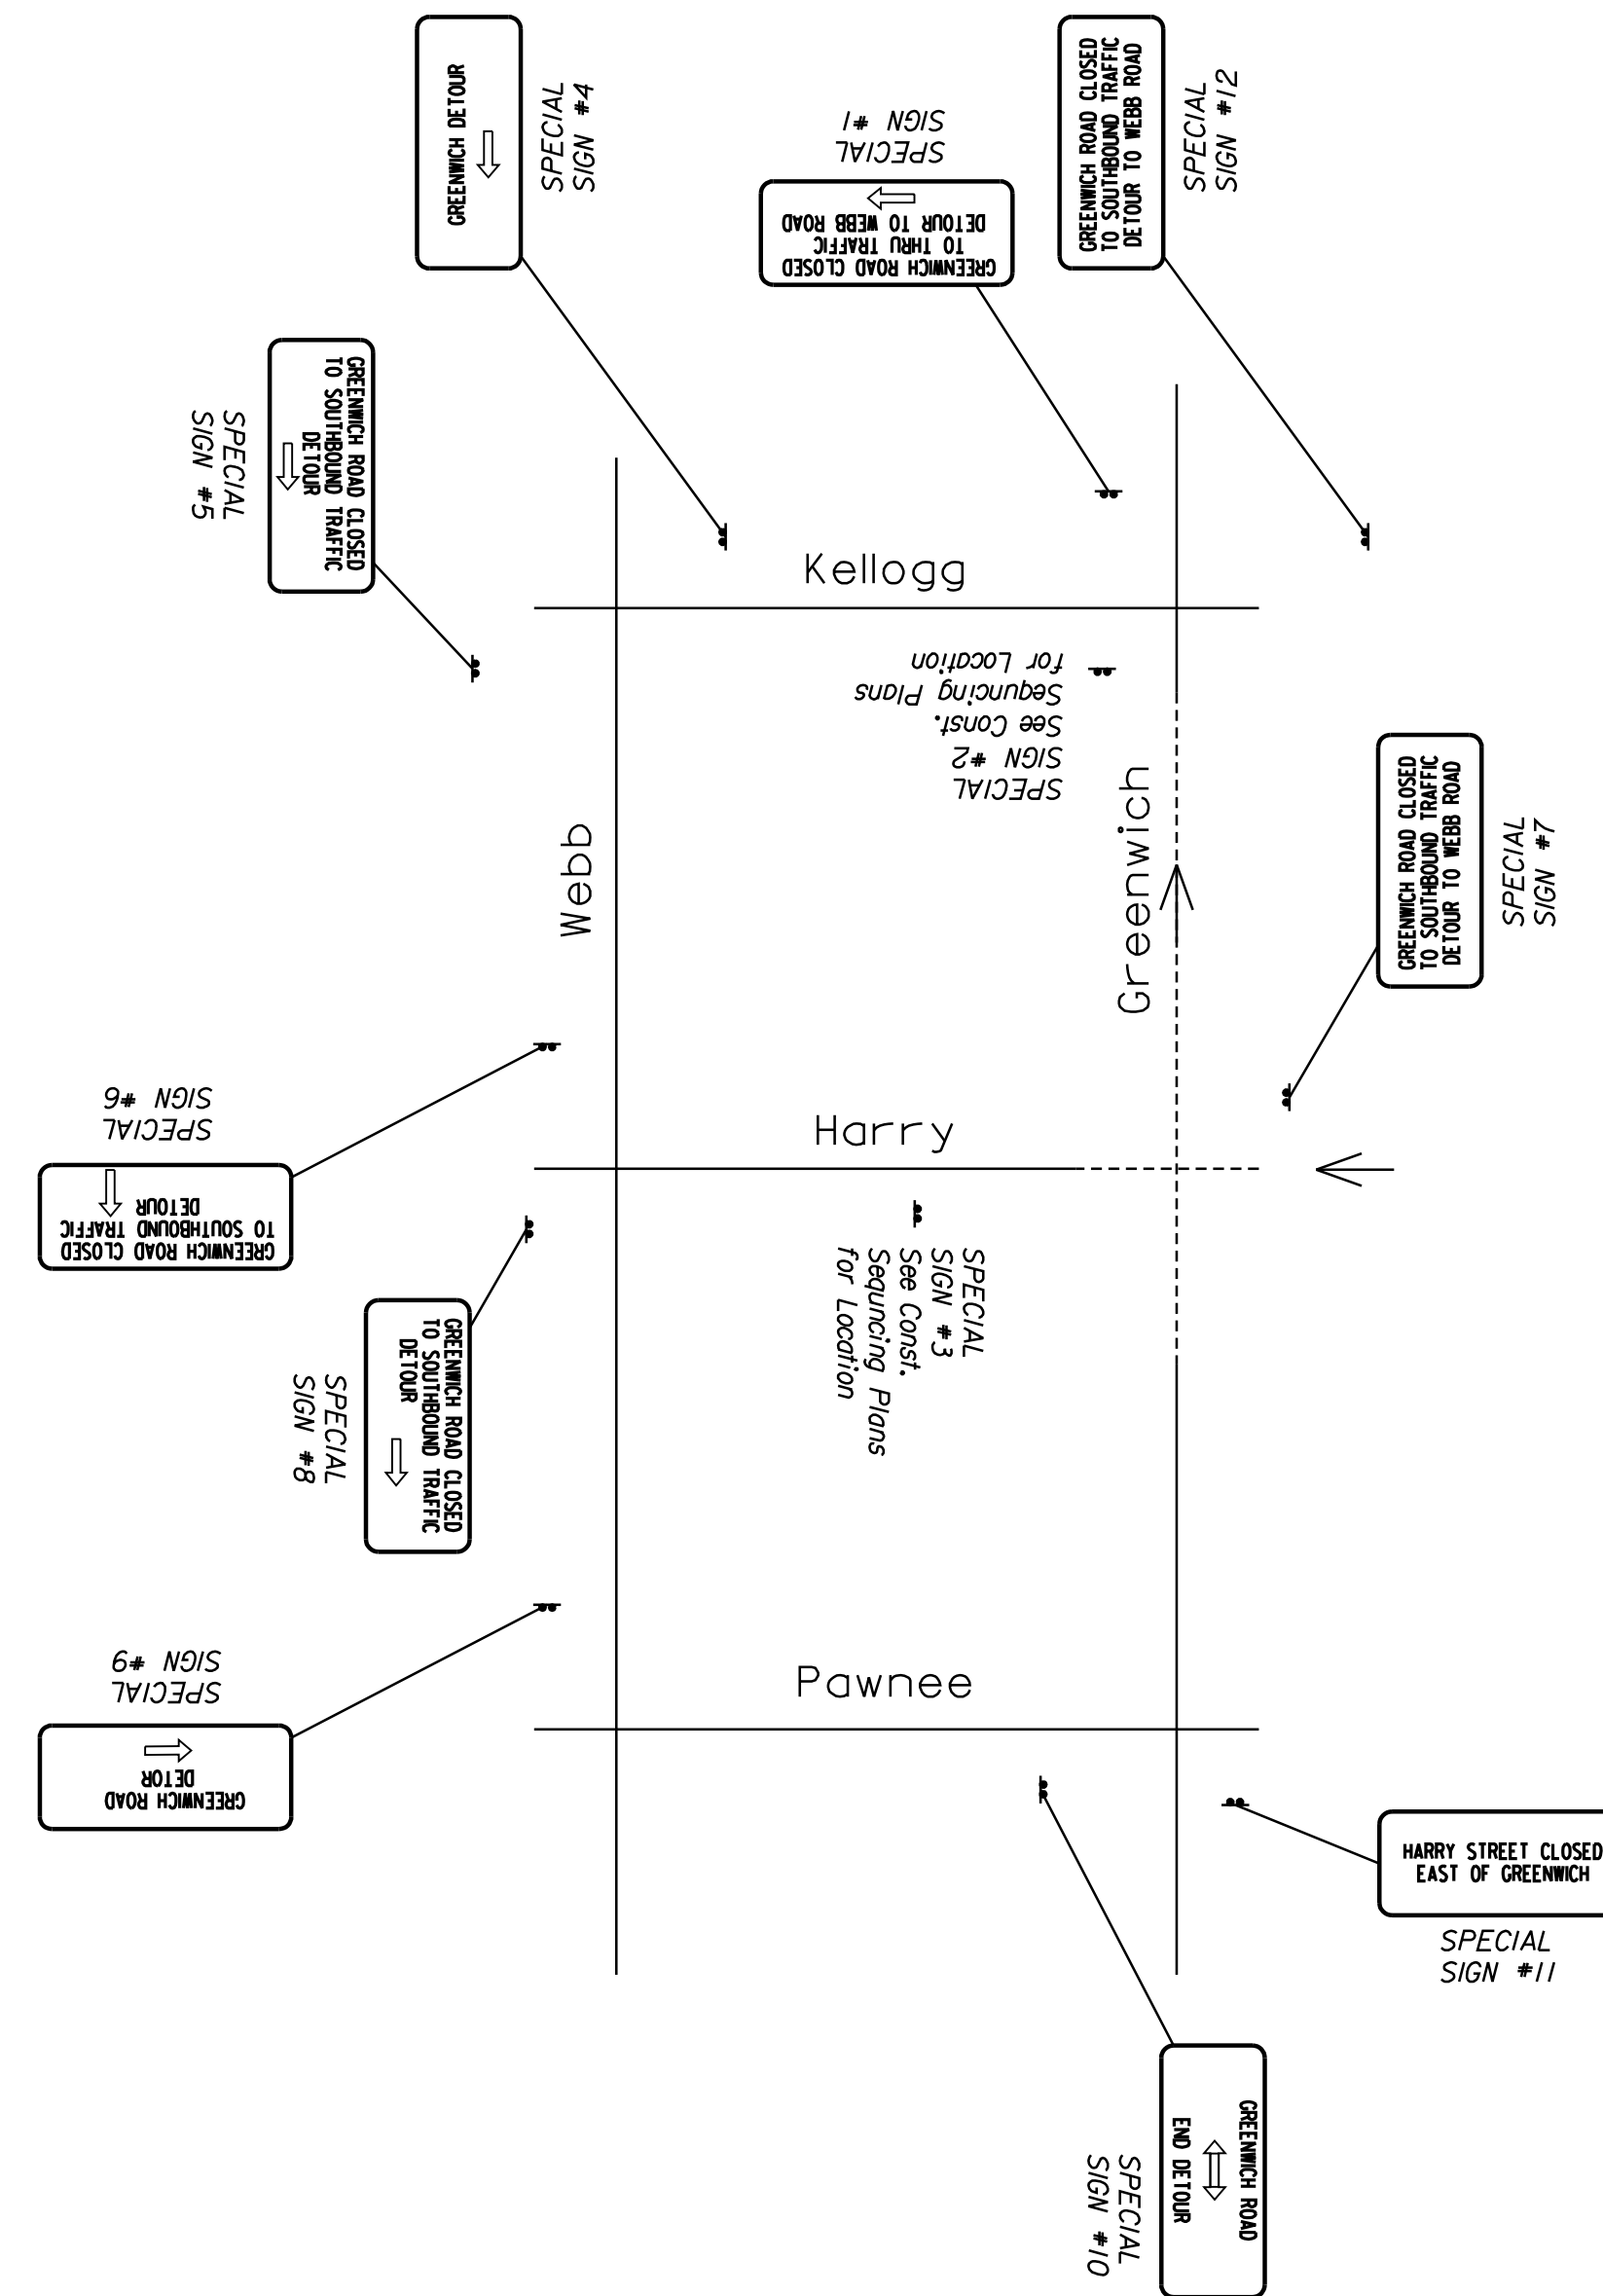 GREENWICH DETOUR
SPECIAL
SIGN #4
SPECIAL
SIGN #1
GREENWICH ROAD CLOSED
TO THRU TRAFFIC
DETOUR TO WEBB ROAD
GREENWICH ROAD CLOSED
TO SOUTHBOUND TRAFFIC
DETOUR TO WEBB ROAD
SPECIAL
SIGN #12
GREENWICH ROAD CLOSED
TO SOUTHBOUND TRAFFIC
DETOUR
SPECIAL
SIGN #5
Kellogg
SPECIAL
SIGN #2
See Const.
Sequncing Plans
for Location
Webb
Greenwich
GREENWICH ROAD CLOSED
TO SOUTHBOUND TRAFFIC
DETOUR TO WEBB ROAD
SPECIAL
SIGN #7
SPECIAL
SIGN #6
GREENWICH ROAD CLOSED
TO SOUTHBOUND TRAFFIC
DETOUR
Harry
SPECIAL
SIGN #3
See Const.
Sequncing Plans
for Location
GREENWICH ROAD CLOSED
TO SOUTHBOUND TRAFFIC
DETOUR
SPECIAL
SIGN #8
SPECIAL
SIGN #9
GREENWICH ROAD
DETOR
Pawnee
HARRY STREET CLOSED
EAST OF GREENWICH
SPECIAL
SIGN #11
GREENWICH ROAD
END DETOUR
SPECIAL
SIGN #10